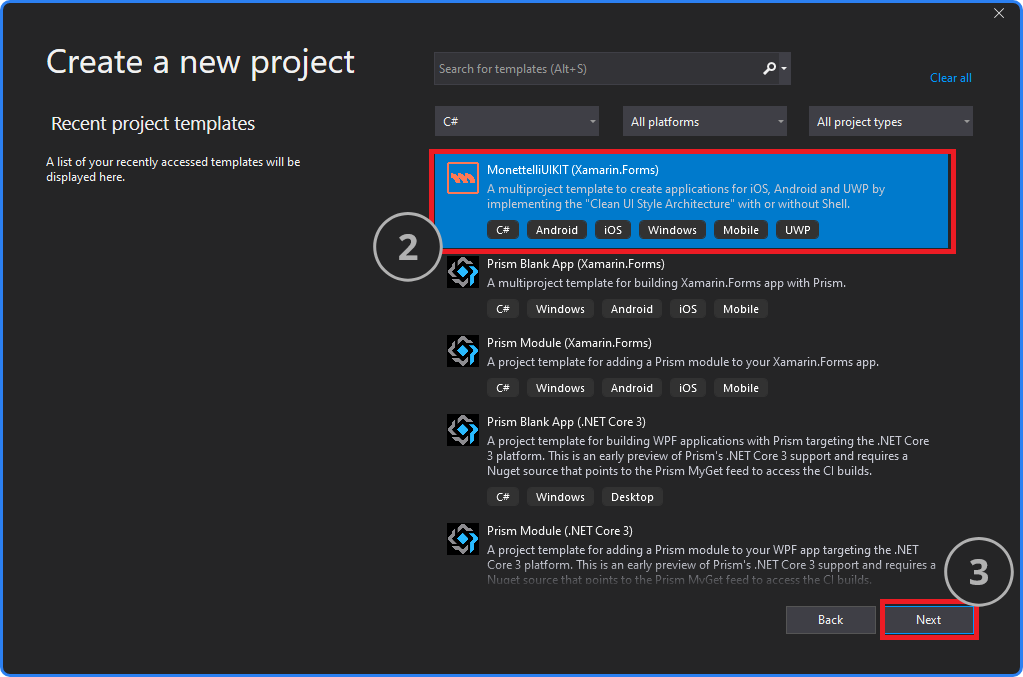 Create a new project
Search for templates (Alt+S)
Clear all
Recent project templates
C#
All platforms
All project types
A list of your recently accessed templates will be
displayed here.
MonettelliUIKIT (Xamarin.Forms)
A multiproject template to create applications for iOS, Android and UWP by
implementing the "Clean UI Style Architecture" with or without Shell.
C# Android iOS Windows Mobile UWP
2
Prism Blank App (Xamarin.Forms)
A multiproject template for building Xamarin.Forms app with Prism.
C# Windows Android iOS Mobile
Prism Module (Xamarin.Forms)
A project template for adding a Prism module to your Xamarin.Forms app.
C# Windows Android iOS Mobile
Prism Blank App (.NET Core 3)
A project template for building WPF applications with Prism targeting the .NET Core
3 platform. This is an early preview of Prism's .NET Core 3 support and requires a
Nuget source that points to the Prism MyGet feed to access the CI builds.
C# Windows Desktop
Prism Module (.NET Core 3)
A project template for adding a Prism module to your WPF app targeting the .NET
Core 3 platform. This is an early preview of Prism's .NET Core 3 support and requires a
Nuget source that points to the Prism MyGet feed to access the CI builds.
3
Back
Next